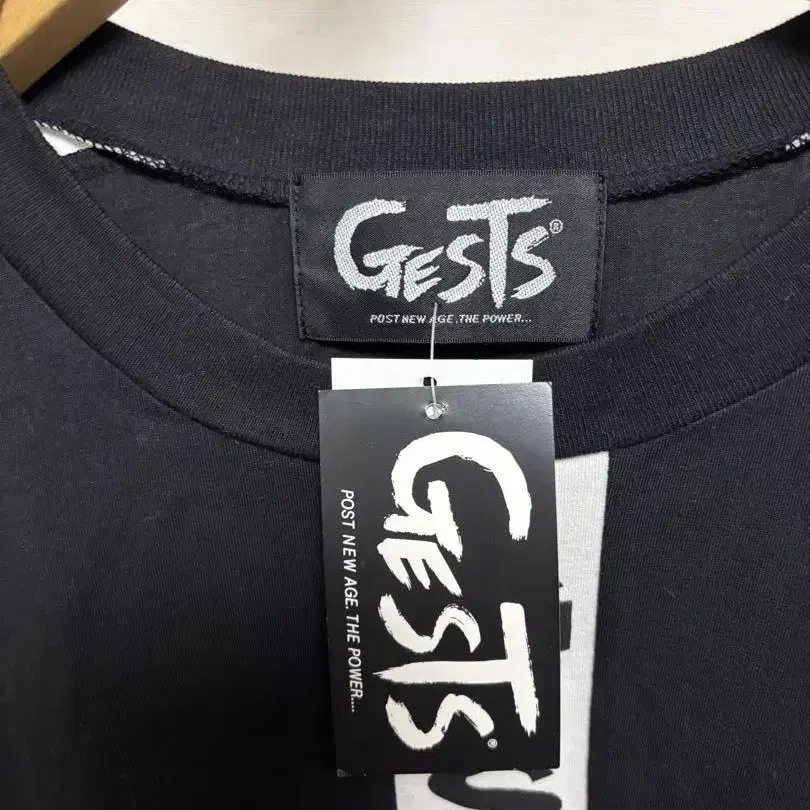 GESTS®
POST NEW AGE.THE POWER...
GESTS®
POST NEW AGE. THE POWER....